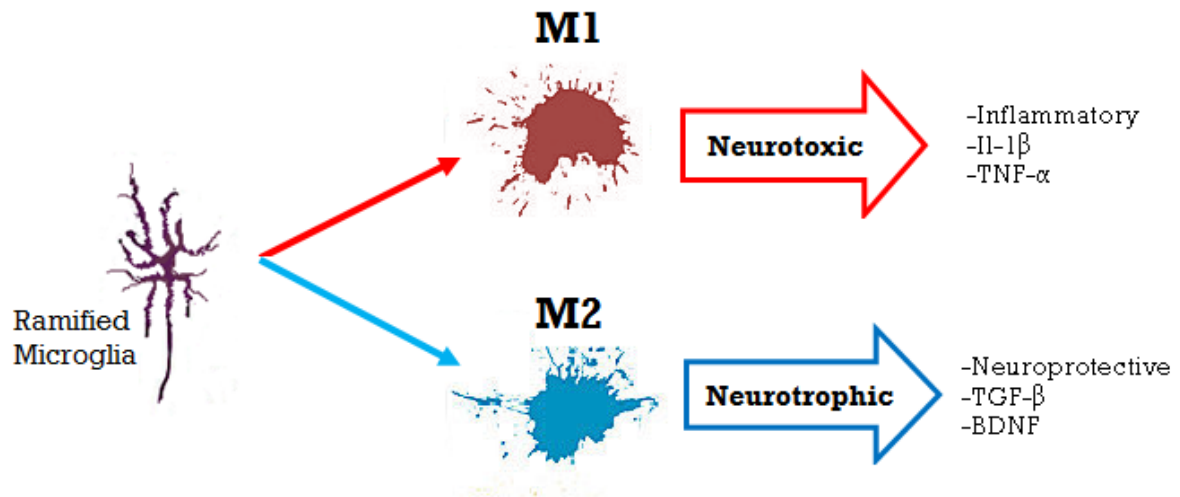 Ramified
Microglia
M1
Neurotoxic
-Inflammatory
-Il-1β
-TNF-α
M2
Neurotrophic
-Neuroprotective
-TGF-β
-BDNF